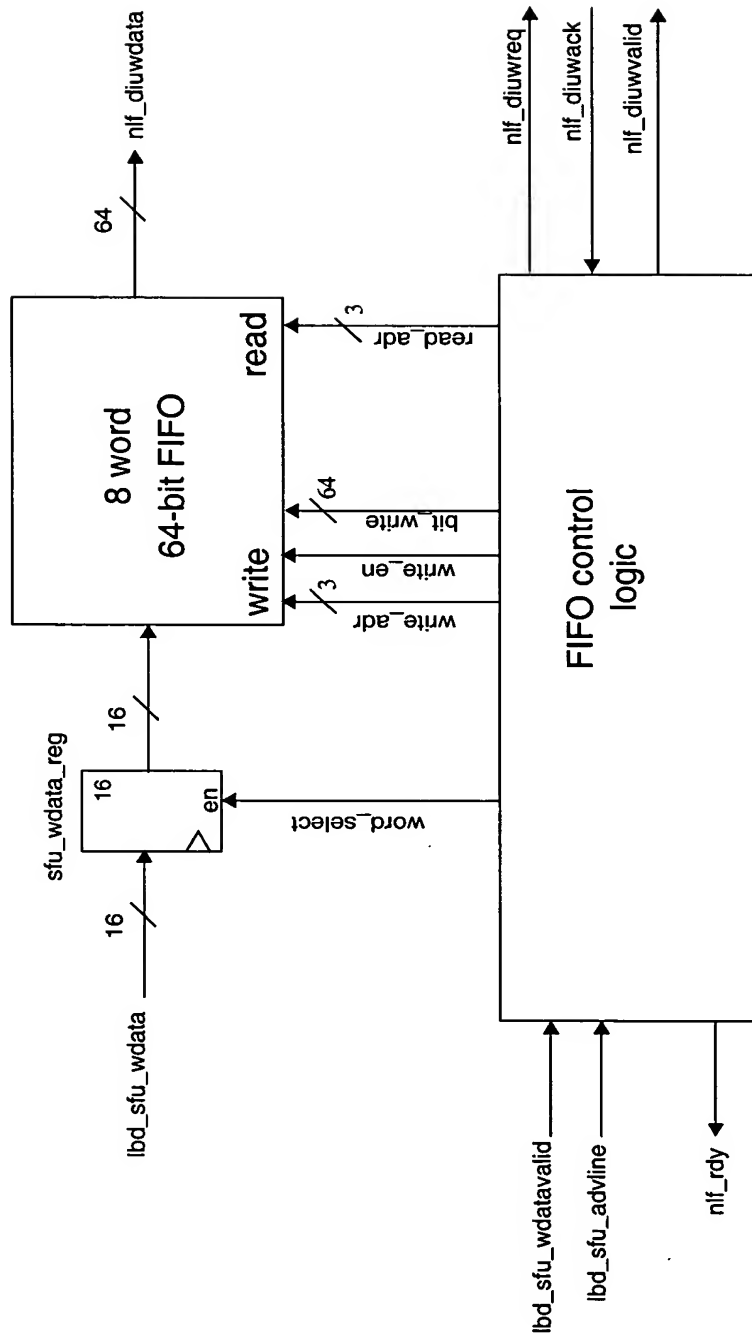 sfu_wdata_reg
lbd_sfu_wdata
16
16
en
16
8 word
64-bit FIFO
write
read
64
nlf_diuwdata
word_select
write_adr
3
write_en
bit_write
64
read_adr
3
FIFO control
logic
lbd_sfu_wdatavalid
lbd_sfu_advline
nlf_rdy
nlf_diuwreq
nlf_diuwack
nlf_diuwvalid